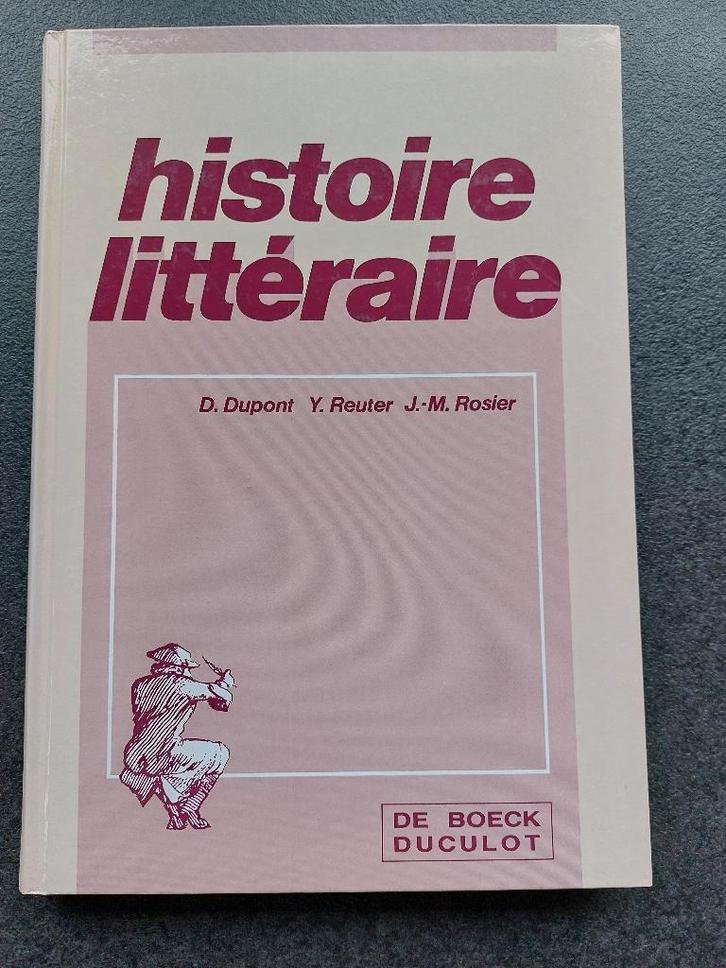 histoire
littéraire
D. Dupont Y. Reuter J.-M. Rosier
DE BOECK
DUCULOT